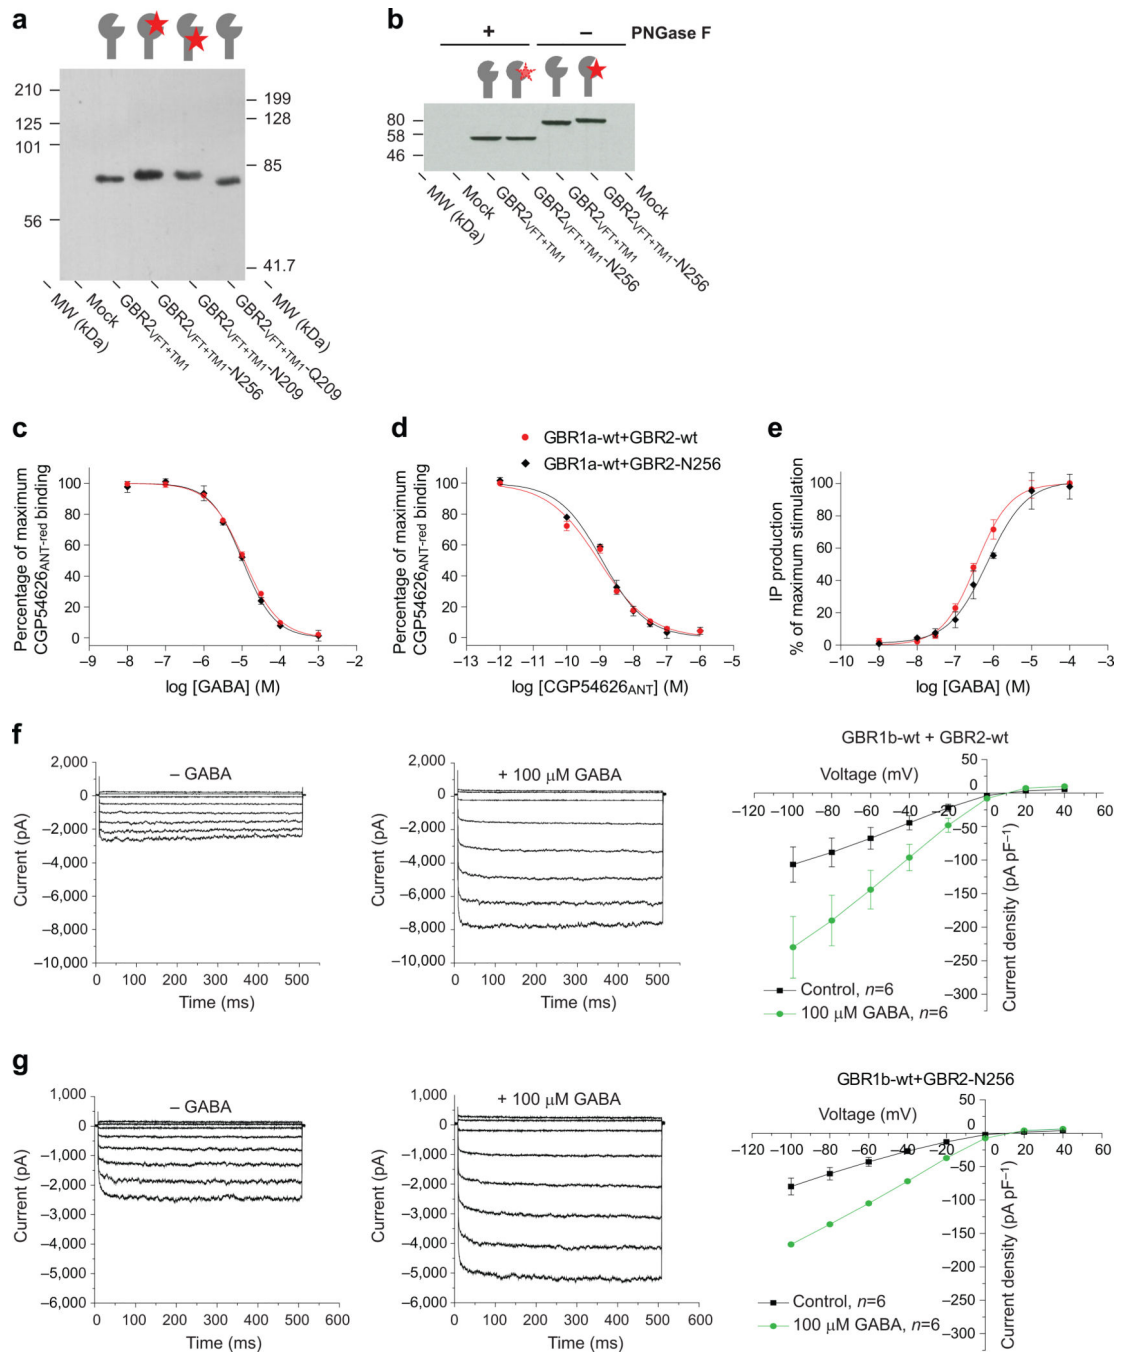 a
210
125
101
56
199
128
85
41.7
MW (kDa)
Mock
GBR2VFT+TM1
GBR2VFT+TM1-N256
GBR2VFT+TM1-N209
GBR2VFT+TM1-Q209
MW (kDa)
b
+
–
PNGase F
80
58
46
MW (kDa)
Mock
GBR2VFT+TM1
GBR2VFT+TM1-N256
GBR2VFT+TM1
GBR2VFT+TM1-N256
Mock
c
Percentage of maximum
CGP54626ANT-red binding
100
80
60
40
20
0
–9 –8 –7 –6 –5 –4 –3 –2
log [GABA] (M)
d
GBR1a-wt+GBR2-wt
GBR1a-wt+GBR2-N256
Percentage of maximum
CGP54626ANT-red binding
100
80
60
40
20
0
–13 –12 –11 –10 –9 –8 –7 –6 –5
log [CGP54626ANT] (M)
e
IP production
% of maximum stimulation
100
80
60
40
20
0
–10 –9 –8 –7 –6 –5 –4 –3
log [GABA] (M)
f
– GABA
Current (pA)
2,000
0
–2,000
–4,000
–6,000
–8,000
–10,000
0 100 200 300 400 500
Time (ms)
+ 100 μM GABA
Current (pA)
2,000
0
–2,000
–4,000
–6,000
–8,000
–10,000
0 100 200 300 400 500
Time (ms)
GBR1b-wt + GBR2-wt
Voltage (mV)
–120 –100 –80 –60 –40 –20 0 20 40 60
50
0
–50
–100
–150
–200
–250
–300
Current density (pA pF–1)
Control, n=6
100 μM GABA, n=6
g
– GABA
Current (pA)
1,000
0
–1,000
–2,000
–3,000
–4,000
–5,000
–6,000
0 100 200 300 400 500 600
Time (ms)
+ 100 μM GABA
Current (pA)
1,000
0
–1,000
–2,000
–3,000
–4,000
–5,000
–6,000
0 100 200 300 400 500 600
Time (ms)
GBR1b-wt+GBR2-N256
Voltage (mV)
–120 –100 –80 –60 –40 –20 0 20 40 60
50
0
–50
–100
–150
–200
–250
–300
Current density (pA pF–1)
Control, n=6
100 μM GABA, n=6